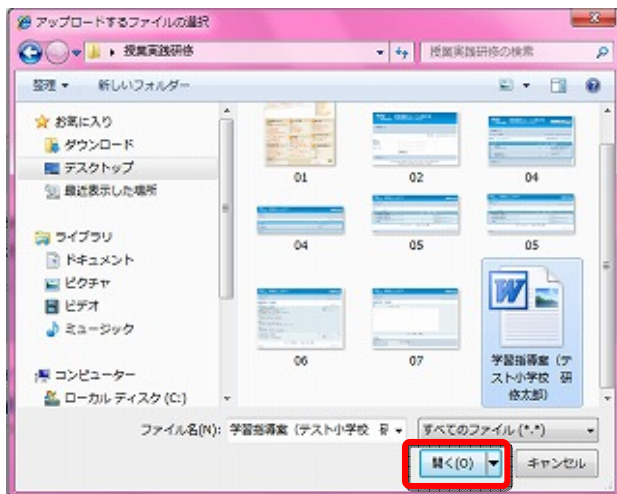 アップロードするファイルの選択
授業実践研修
授業実践研修の検索
整理 新しいフォルダー
お気に入り
ダウンロード
デスクトップ
最近表示した場所
ライブラリ
ドキュメント
ピクチャ
ビデオ
ミュージック
コンピューター
ローカル ディスク (C:)
01 02 04
04 05 05
06 07 学習指導案（テ
スト小学校 研
修太郎）
ファイル名(N): 学習指導案（テスト小学校 研 すべてのファイル (*.*)
開く(O) キャンセル